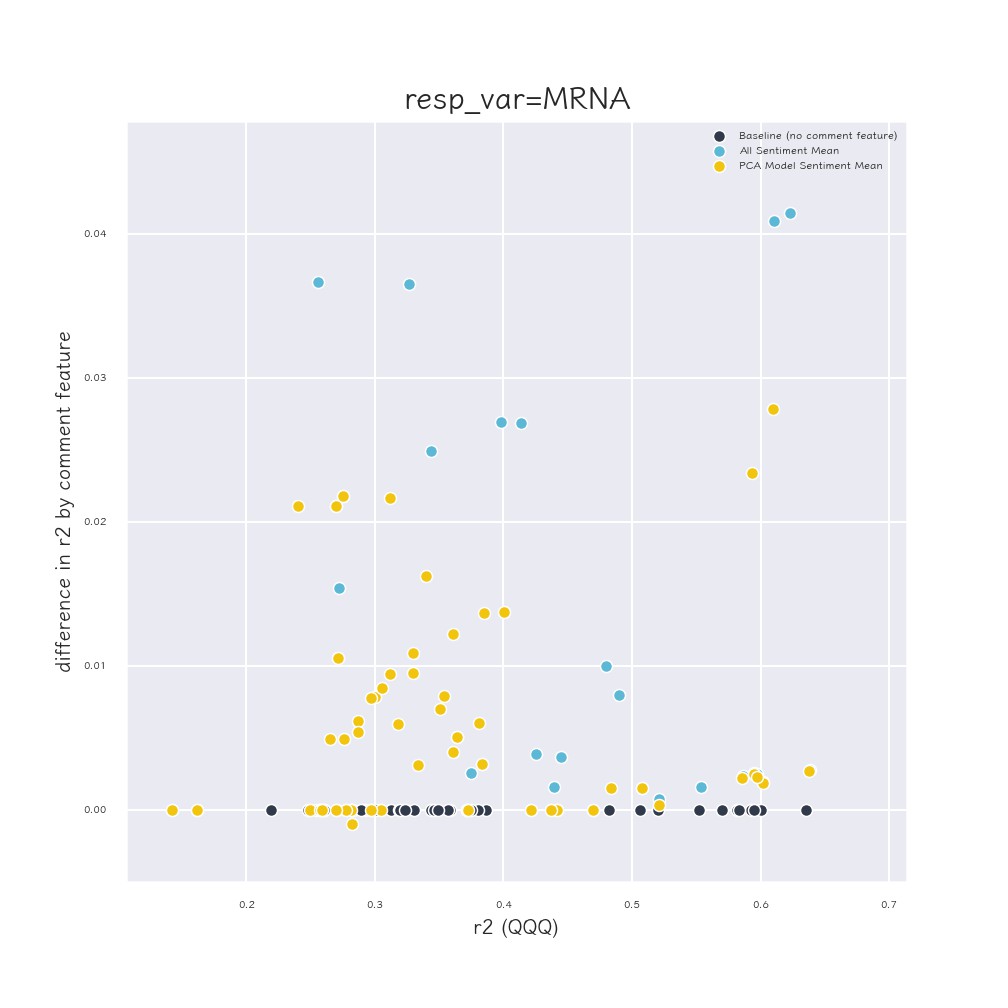 resp_var=MRNA
Baseline (no comment feature)
All Sentiment Mean
PCA Model Sentiment Mean
0.04
0.03
0.02
0.01
0.00
difference in r2 by comment feature
0.2 0.3 0.4 0.5 0.6 0.7
r2 (QQQ)